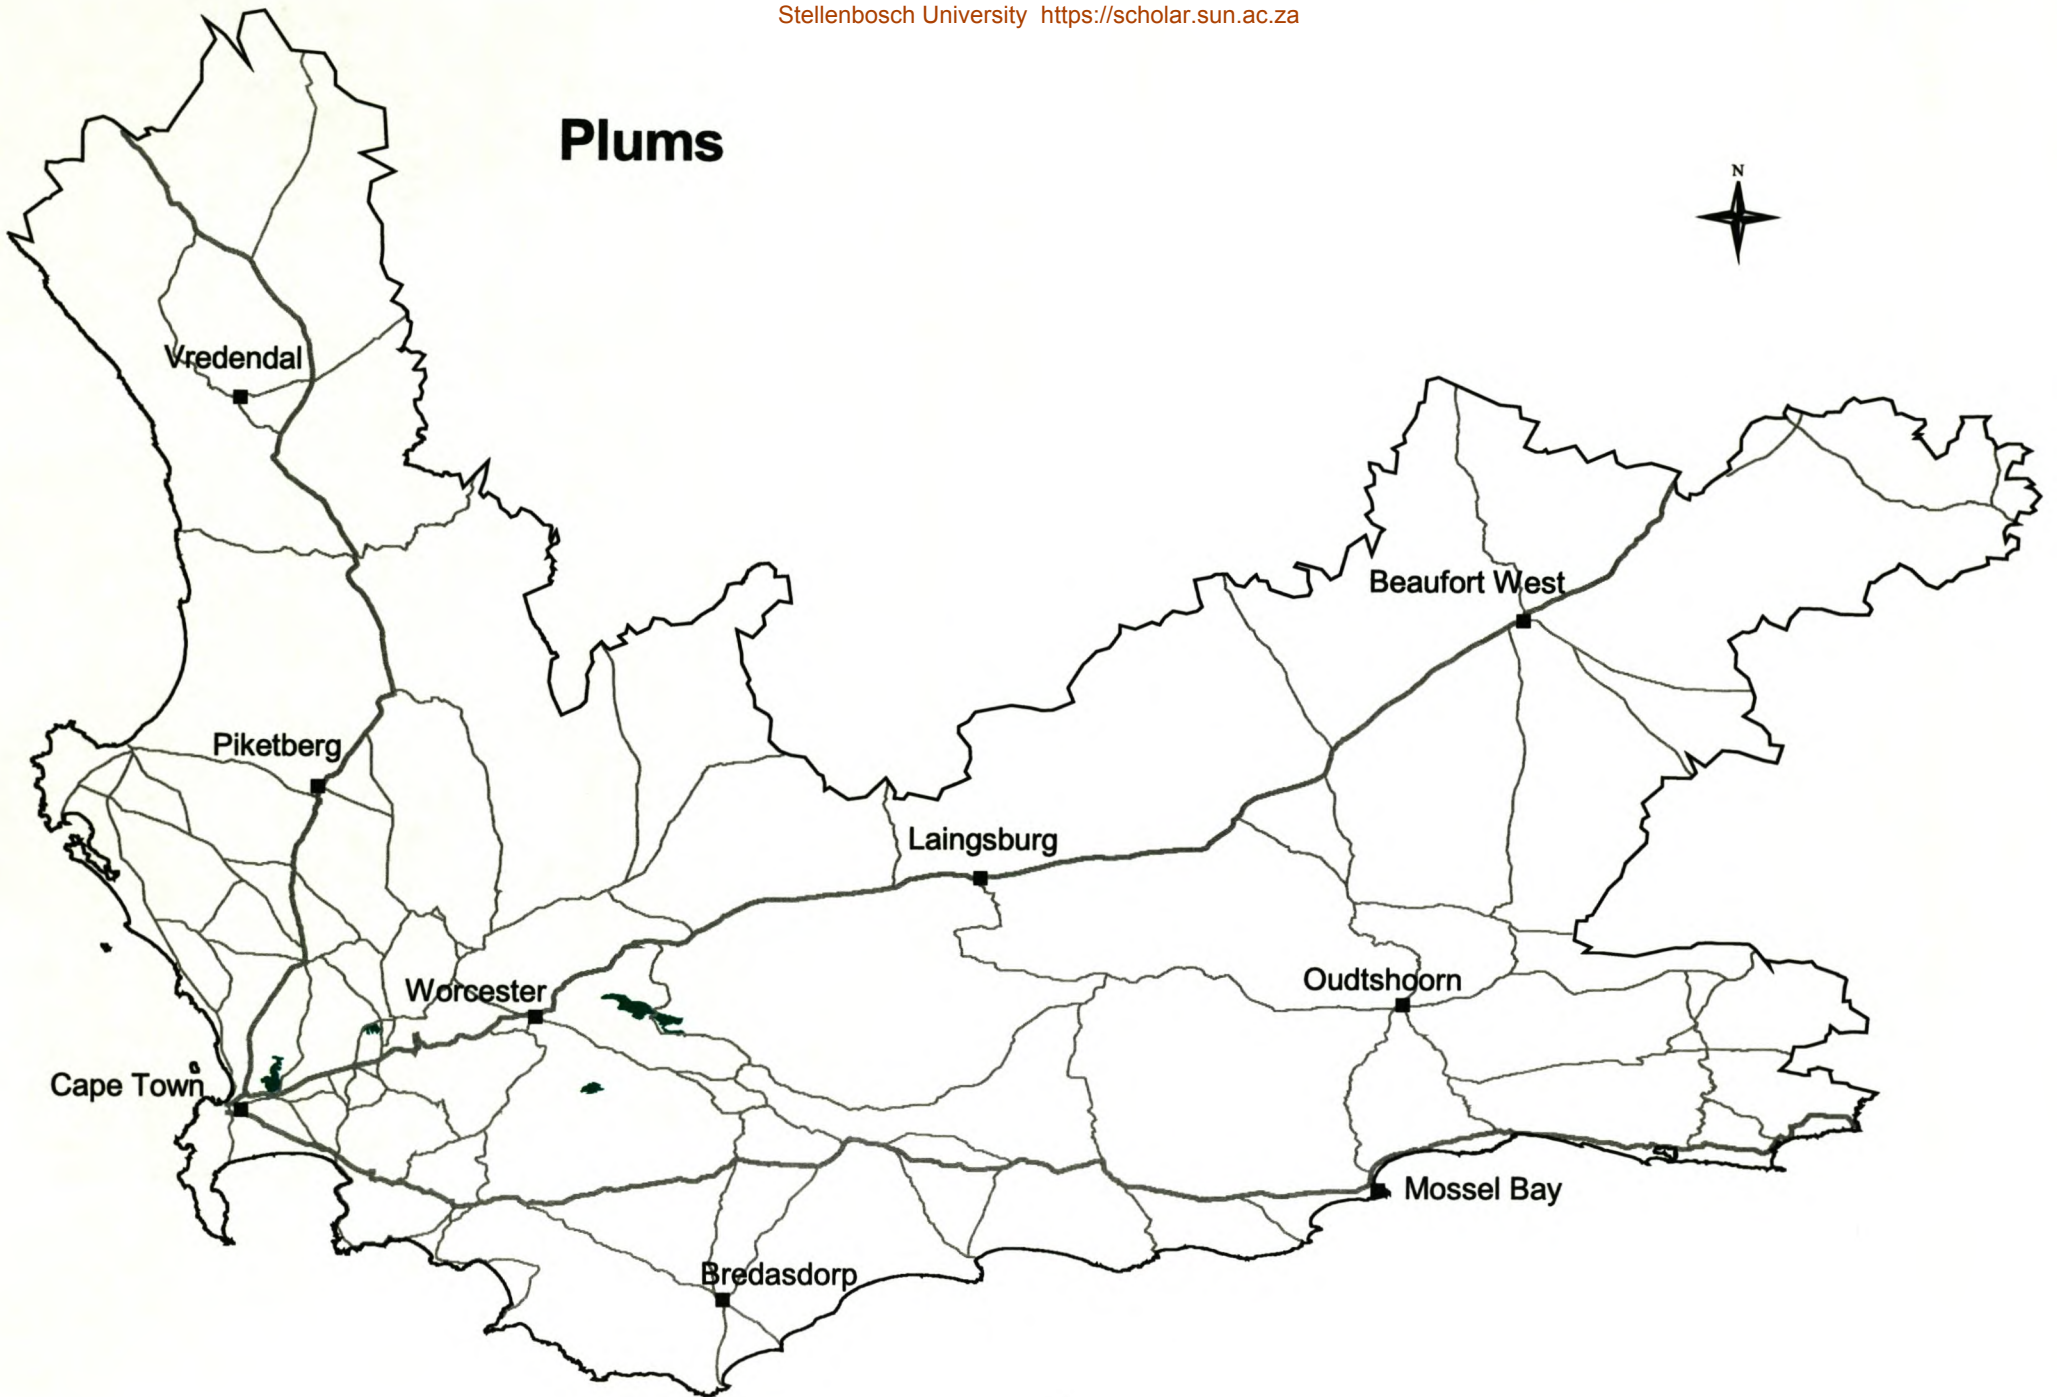 Stellenbosch University https://scholar.sun.ac.za
Plums
N
Vredendal
Beaufort West
Piketberg
Laingsburg
Worcester
Oudtshoorn
Cape Town
Mossel Bay
Bredasdorp